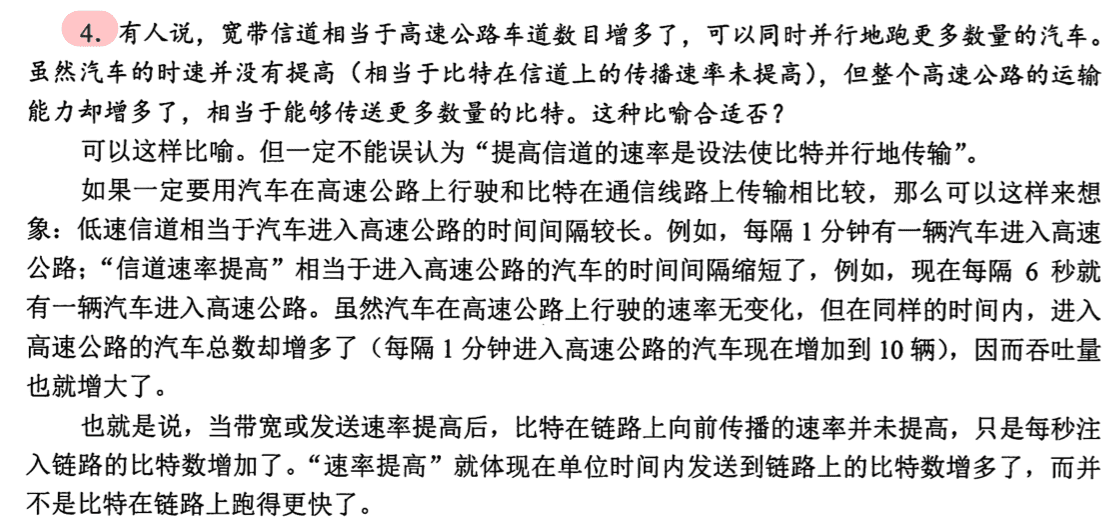 4. 有人说，宽带信道相当于高速公路车道数目增多了，可以同时并行地跑更多数量的汽车。
虽然汽车的时速并没有提高（相当于比特在信道上的传播速率未提高），但整个高速公路的运输
能力却增多了，相当于能够传送更多数量的比特。这种比喻合适否？
可以这样比喻。但一定不能误认为“提高信道的速率是设法使比特并行地传输”。
如果一定要用汽车在高速公路上行驶和比特在通信线路上传输相比较，那么可以这样来想
象：低速信道相当于汽车进入高速公路的时间间隔较长。例如，每隔 1 分钟有一辆汽车进入高速
公路；“信道速率提高”相当于进入高速公路的汽车的时间间隔缩短了，例如，现在每隔 6 秒就
有一辆汽车进入高速公路。虽然汽车在高速公路上行驶的速率无变化，但在同样的时间内，进入
高速公路的汽车总数却增多了（每隔 1 分钟进入高速公路的汽车现在增加到 10 辆），因而吞吐量
也就增大了。
也就是说，当带宽或发送速率提高后，比特在链路上向前传播的速率并未提高，只是每秒注
入链路的比特数增加了。“速率提高”就体现在单位时间内发送到链路上的比特数增多了，而并
不是比特在链路上跑得更快了。